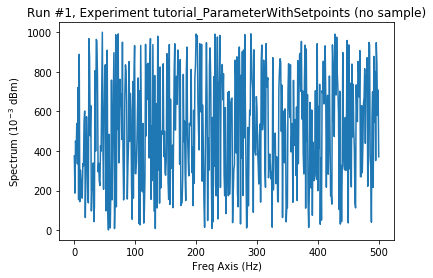 Run #1, Experiment tutorial_ParameterWithSetpoints (no sample)
1000
800
600
400
200
0
Spectrum (10⁻³ dBm)
0 100 200 300 400 500
Freq Axis (Hz)